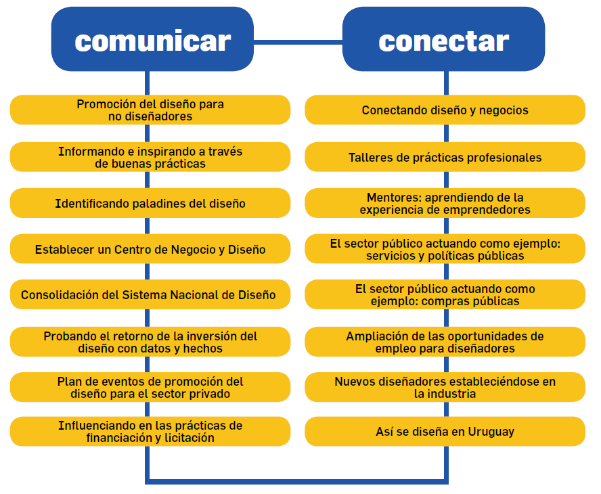 comunicar
Promoción del diseño para
no diseñadores
Informando e inspirando a través
de buenas prácticas
Identificando paladines del diseño
Establecer un Centro de Negocio y Diseño
Consolidación del Sistema Nacional de Diseño
Probando el retorno de la inversión del
diseño con datos y hechos
Plan de eventos de promoción del
diseño para el sector privado
Influenciando en las prácticas de
financiación y licitación
conectar
Conectando diseño y negocios
Talleres de prácticas profesionales
Mentores: aprendiendo de la
experiencia de emprendedores
El sector público actuando como ejemplo:
servicios y políticas públicas
El sector público actuando como
ejemplo: compras públicas
Ampliación de las oportunidades de
empleo para diseñadores
Nuevos diseñadores estableciéndose en
la industria
Así se diseña en Uruguay